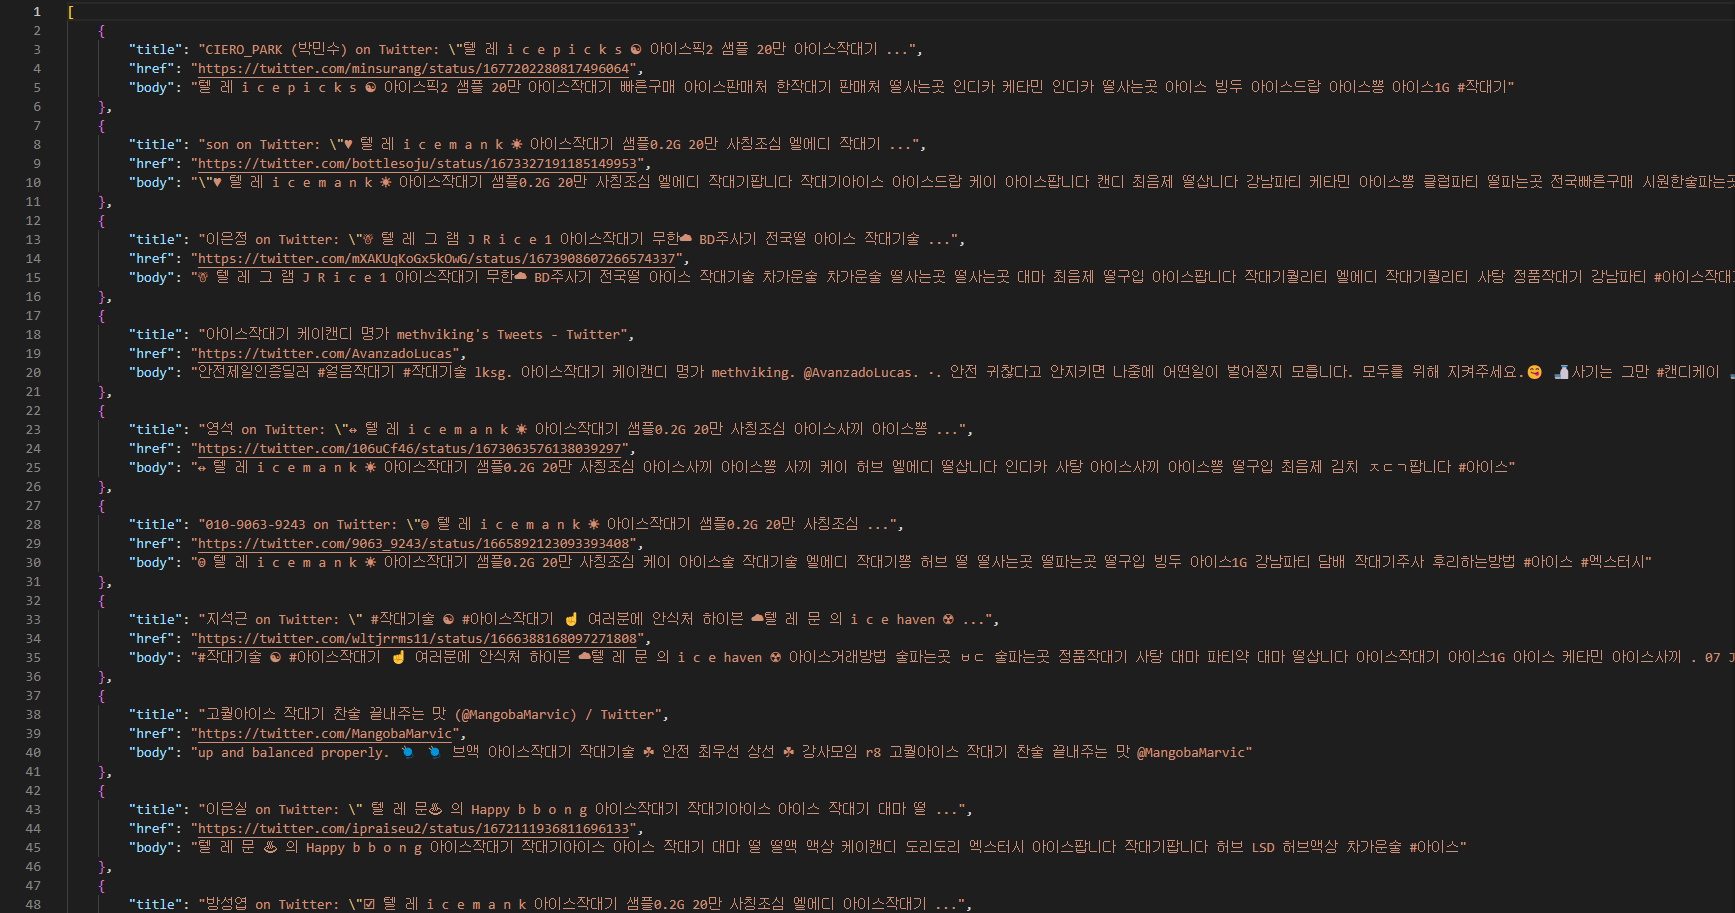 1 [
2 {
3 "title": "CIERO_PARK (박민수) on Twitter: \"텔 레 i c e p i c k s ☯ 아이스픽2 샘플 20만 아이스작대기 ...",
4 "href": "https://twitter.com/minsurang/status/1677202280817496064",
5 "body": "텔 레 i c e p i c k s ☯ 아이스픽2 샘플 20만 아이스작대기 빠른구매 아이스판매처 한작대기 판매처 떨사는곳 인디카 케타민 인디카 떨사는곳 아이스 빙두 아이스드랍 아이스뽕 아이스1G #작대기"
6 },
7 {
8 "title": "son on Twitter: \"♥ 텔 레 i c e m a n k ☀ 아이스작대기 샘플0.2G 20만 사칭조심 엘에디 작대기 ...",
9 "href": "https://twitter.com/bottlesoju/status/1673327191185149953",
10 "body": "\"♥ 텔 레 i c e m a n k ☀ 아이스작대기 샘플0.2G 20만 사칭조심 엘에디 작대기팝니다 작대기아이스 아이스드랍 케이 아이스팝니다 캔디 최음제 떨삽니다 강남파티 케타민 아이스뽕 클럽파티 떨파는곳 전국빠른구매 시원한술파는곳
11 },
12 {
13 "title": "이은정 on Twitter: \"☃ 텔 레 그 램 J R i c e 1 아이스작대기 무한☁ BD주사기 전국떨 아이스 작대기술 ...",
14 "href": "https://twitter.com/mXAKUqKoGx5kOwG/status/1673908607266574337",
15 "body": "☃ 텔 레 그 램 J R i c e 1 아이스작대기 무한☁ BD주사기 전국떨 아이스 작대기술 차가운술 차가운술 떨사는곳 떨사는곳 대마 최음제 떨구입 아이스팝니다 작대기퀄리티 엘에디 작대기퀄리티 사탕 정품작대기 강남파티 #아이스작대기
16 },
17 {
18 "title": "아이스작대기 케이캔디 명가 methviking's Tweets - Twitter",
19 "href": "https://twitter.com/AvanzadoLucas",
20 "body": "안전제일인증딜러 #얼음작대기 #작대기술 lksg. 아이스작대기 케이캔디 명가 methviking. @AvanzadoLucas. ·. 안전 귀찮다고 안지키면 나중에 어떤일이 벌어질지 모릅니다. 모두를 위해 지켜주세요.😋 🍶사기는 그만 #캔디케이
21 },
22 {
23 "title": "영석 on Twitter: \"↔ 텔 레 i c e m a n k ☀ 아이스작대기 샘플0.2G 20만 사칭조심 아이스사끼 아이스뽕 ...",
24 "href": "https://twitter.com/106uCf46/status/1673063576138039297",
25 "body": "↔ 텔 레 i c e m a n k ☀ 아이스작대기 샘플0.2G 20만 사칭조심 아이스사끼 아이스뽕 사끼 케이 허브 엘에디 떨삽니다 인디카 사탕 아이스사끼 아이스뽕 떨구입 최음제 김치 ㅈㄷㄱ팝니다 #아이스"
26 },
27 {
28 "title": "010-9063-9243 on Twitter: \" 텔 레 i c e m a n k ☀ 아이스작대기 샘플0.2G 20만 사칭조심 ...",
29 "href": "https://twitter.com/9063_9243/status/1665892123093393408",
30 "body": " 텔 레 i c e m a n k ☀ 아이스작대기 샘플0.2G 20만 사칭조심 케이 아이스술 작대기술 엘에디 작대기뽕 허브 떨 떨사는곳 떨파는곳 떨구입 빙두 아이스1G 강남파티 담배 작대기주사 후리하는방법 #아이스 #엑스터시"
31 },
32 {
33 "title": "지석근 on Twitter: \" #작대기술 ☯ #아이스작대기 ☝ 여러분에 안식처 하이븐 ☁텔 레 문 의 i c e haven ☢ ...",
34 "href": "https://twitter.com/wltjrrms11/status/1666388168097271808",
35 "body": "#작대기술 ☯ #아이스작대기 ☝ 여러분에 안식처 하이븐 ☁텔 레 문 의 i c e haven ☢ 아이스거래방법 술파는곳 ㅂㄷ 술파는곳 정품작대기 사탕 대마 파티약 대마 떨삽니다 아이스작대기 아이스1G 아이스 케타민 아이스사끼 . 07 J
36 },
37 {
38 "title": "고퀄아이스 작대기 찬술 끝내주는 맛 (@MangobaMarvic) / Twitter",
39 "href": "https://twitter.com/MangobaMarvic",
40 "body": "up and balanced properly. 브액 아이스작대기 작대기술 ☘ 안전 최우선 상선 ☘ 강사모임 r8 고퀄아이스 작대기 찬술 끝내주는 맛 @MangobaMarvic"
41 },
42 {
43 "title": "이은실 on Twitter: \" 텔 레 문♨ 의 Happy b b o n g 아이스작대기 작대기아이스 아이스 작대기 대마 떨 ...",
44 "href": "https://twitter.com/ipraiseu2/status/1672111936811696133",
45 "body": "텔 레 문 ♨ 의 Happy b b o n g 아이스작대기 작대기아이스 아이스 작대기 대마 떨 떨액 액상 케이캔디 도리도리 엑스터시 아이스팝니다 작대기팝니다 허브 LSD 허브액상 차가운술 #아이스"
46 },
47 {
48 "title": "방성엽 on Twitter: \"☑ 텔 레 i c e m a n k 아이스작대기 샘플0.2G 20만 사칭조심 엘에디 아이스작대기 ...",